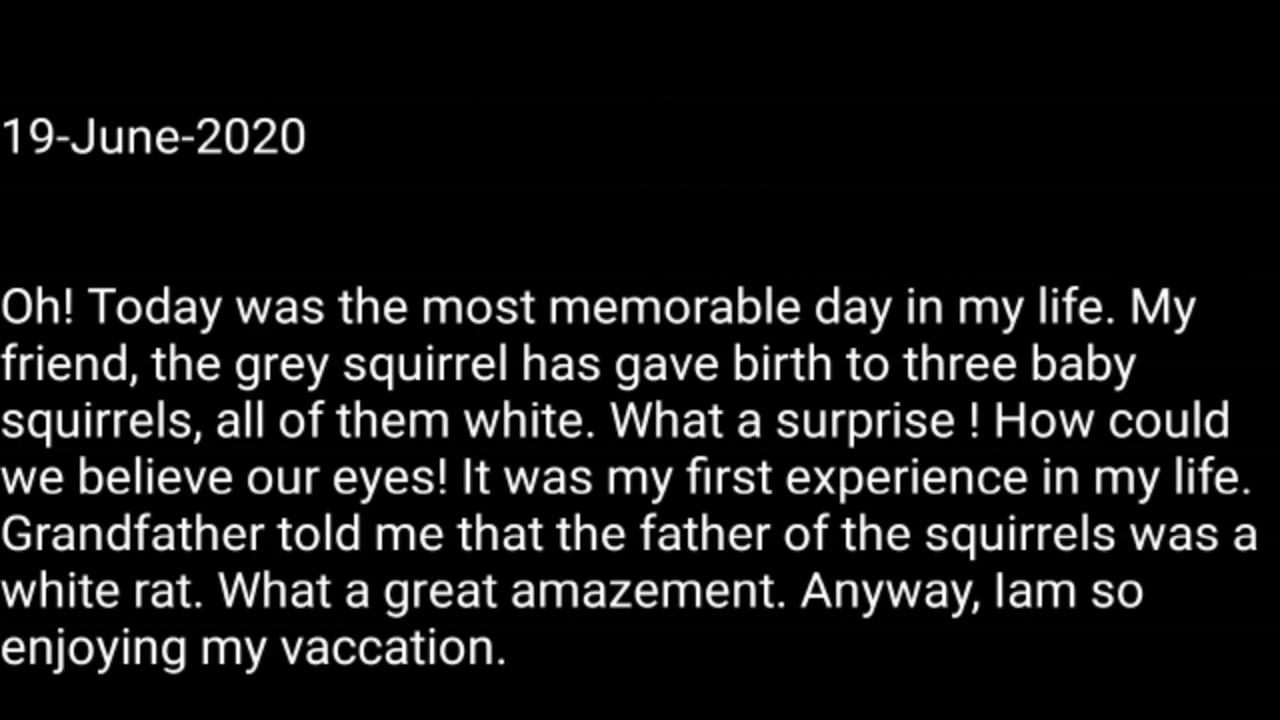 19-June-2020
Oh! Today was the most memorable day in my life. My
friend, the grey squirrel has gave birth to three baby
squirrels, all of them white. What a surprise ! How could
we believe our eyes! It was my first experience in my life.
Grandfather told me that the father of the squirrels was a
white rat. What a great amazement. Anyway, Iam so
enjoying my vaccation.